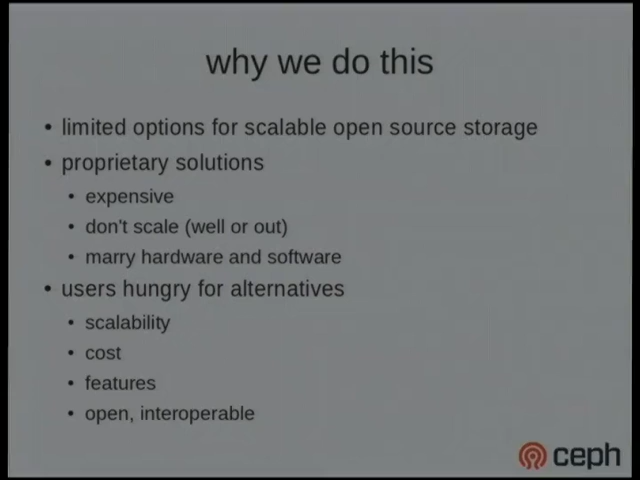 why we do this
• limited options for scalable open source storage
• proprietary solutions
• expensive
• don't scale (well or out)
• marry hardware and software
• users hungry for alternatives
• scalability
• cost
• features
• open, interoperable
ceph